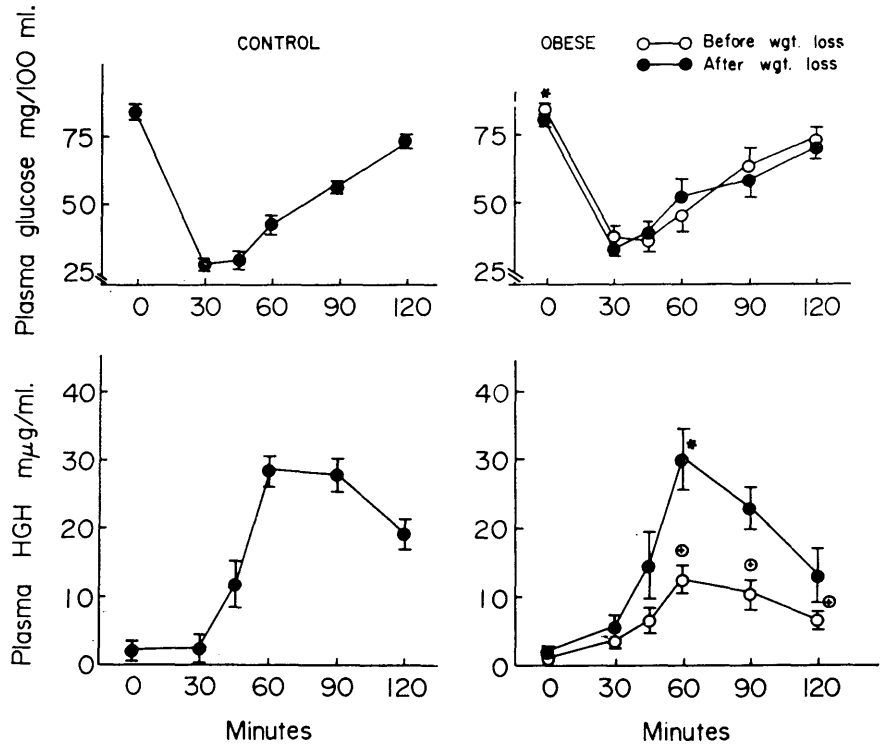 CONTROL
OBESE
Before wgt. loss
After wgt. loss
Plasma glucose mg/100 ml.
75
50
25
0 30 60 90 120
*
75
50
25
0 30 60 90 120
Plasma HGH mμg/ml.
40
30
20
10
0
0 30 60 90 120
Minutes
40
30
20
10
0
*
0 30 60 90 120
Minutes